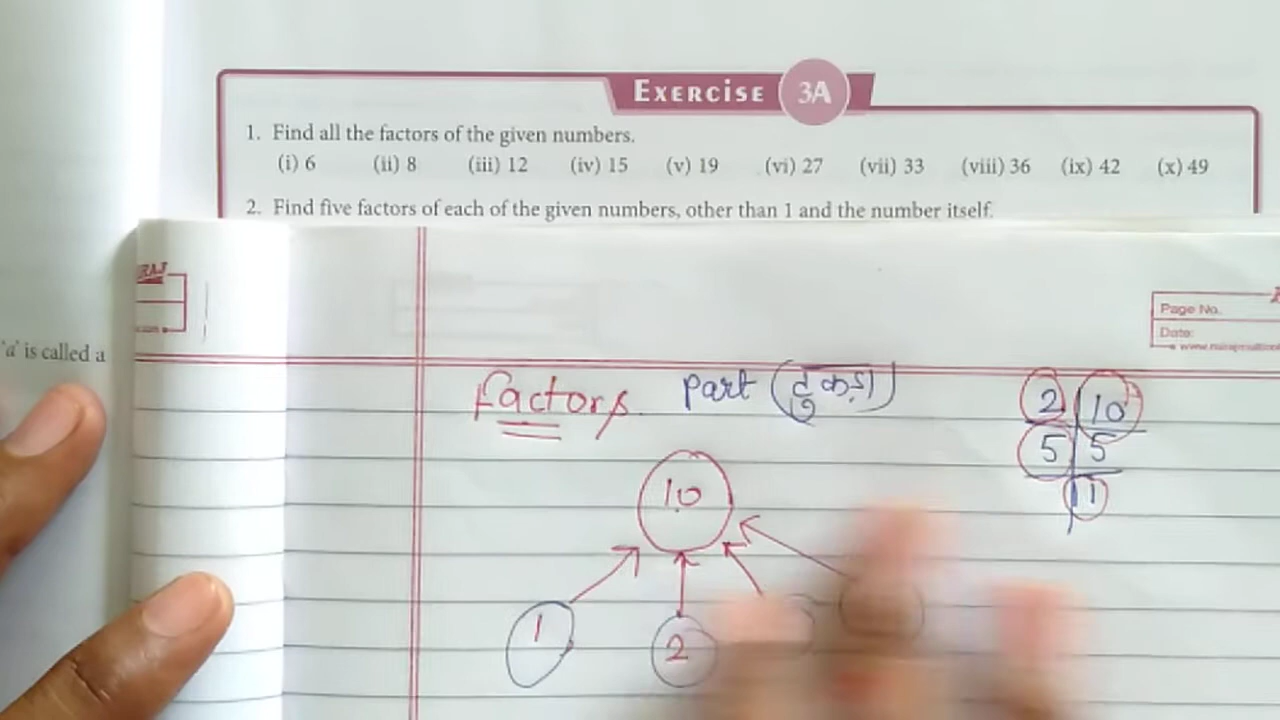 EXERCISE 3A
1. Find all the factors of the given numbers.
(i) 6 (ii) 8 (iii) 12 (iv) 15 (v) 19 (vi) 27 (vii) 33 (viii) 36 (ix) 42 (x) 49
2. Find five factors of each of the given numbers, other than 1 and the number itself.
'a' is called a
Page No.
Date:
Factors part
2 10
5 5
1
10
1 2